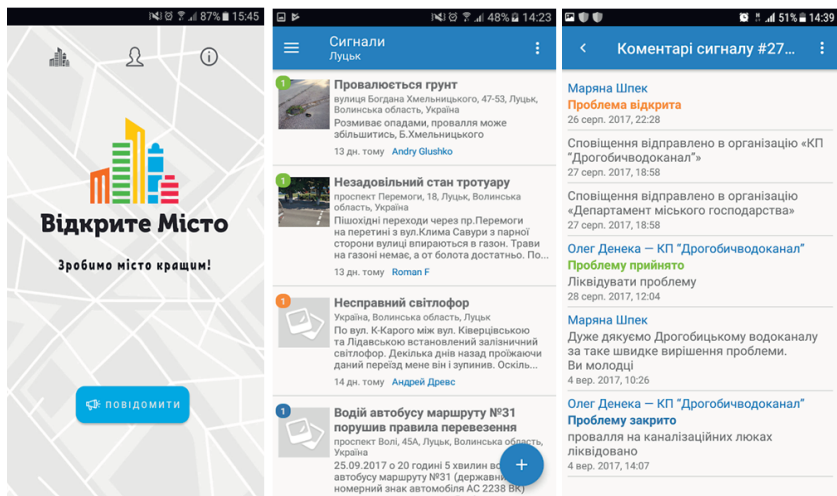 87% 15:45
Відкрите Місто
Зробимо місто кращим!
ПОВІДОМИТИ
48% 14:23
Сигнали
Луцьк
1
Провалюється грунт
вулиця Богдана Хмельницького, 47-53, Луцьк,
Волинська область, Україна
Розмиває опадами, провалля може
збільшитись, Б.Хмельницького
13 дн. тому Andry Glushko
1
Незадовільний стан тротуару
проспект Перемоги, 18, Луцьк, Волинська
область, Україна
Пішохідні переходи через пр.Перемоги
на перетині з вул.Клима Савури з парної
сторони вулиці впираються в газон. Трави
на газоні немає, а от болота достатньо. По...
13 дн. тому Roman F
1
Несправний світлофор
Україна, Волинська область, Луцьк
По вул. К-Карого між вул. Ківерцівською
та Лідавською встановлений залізничний
світлофор. Декілька днів назад проїжаючи
даний переїзд мене він і зупинив. Оскіль...
14 дн. тому Андрей Древс
1
Водій автобусу маршруту №31
порушив правила перевезення
проспект Волі, 45А, Луцьк, Волинська область,
Україна
25.09.2017 о 20 годині 5 хвилин во
автобусу маршруту №31 (державни
номерний знак автомобіля АС 2238 ВК)
51% 14:39
Коментарі сигналу #27...
Маряна Шпек
Проблема відкрита
26 серп. 2017, 22:28
Сповіщення відправлено в організацію «КП
"Дрогобичводоканал"»
27 серп. 2017, 18:58
Сповіщення відправлено в організацію
«Департамент міського господарства»
27 серп. 2017, 18:58
Олег Денека — КП "Дрогобичводоканал"
Проблему прийнято
Ліквідувати проблему
28 серп. 2017, 12:04
Маряна Шпек
Дуже дякуємо Дрогобицькому водоканалу
за таке швидке вирішення проблеми.
Ви молодці
4 вер. 2017, 10:26
Олег Денека — КП "Дрогобичводоканал"
Проблему закрито
провалля на каналізаційних люках
ліквідовано
4 вер. 2017, 14:07